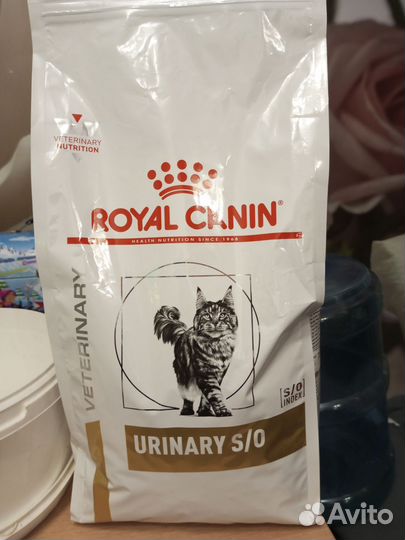 VETERINARY
NUTRITION
ROYAL CANIN®
HEALTH NUTRITION SINCE 1968
VETERINARY
S/O
INDEX
URINARY S/O
Avito